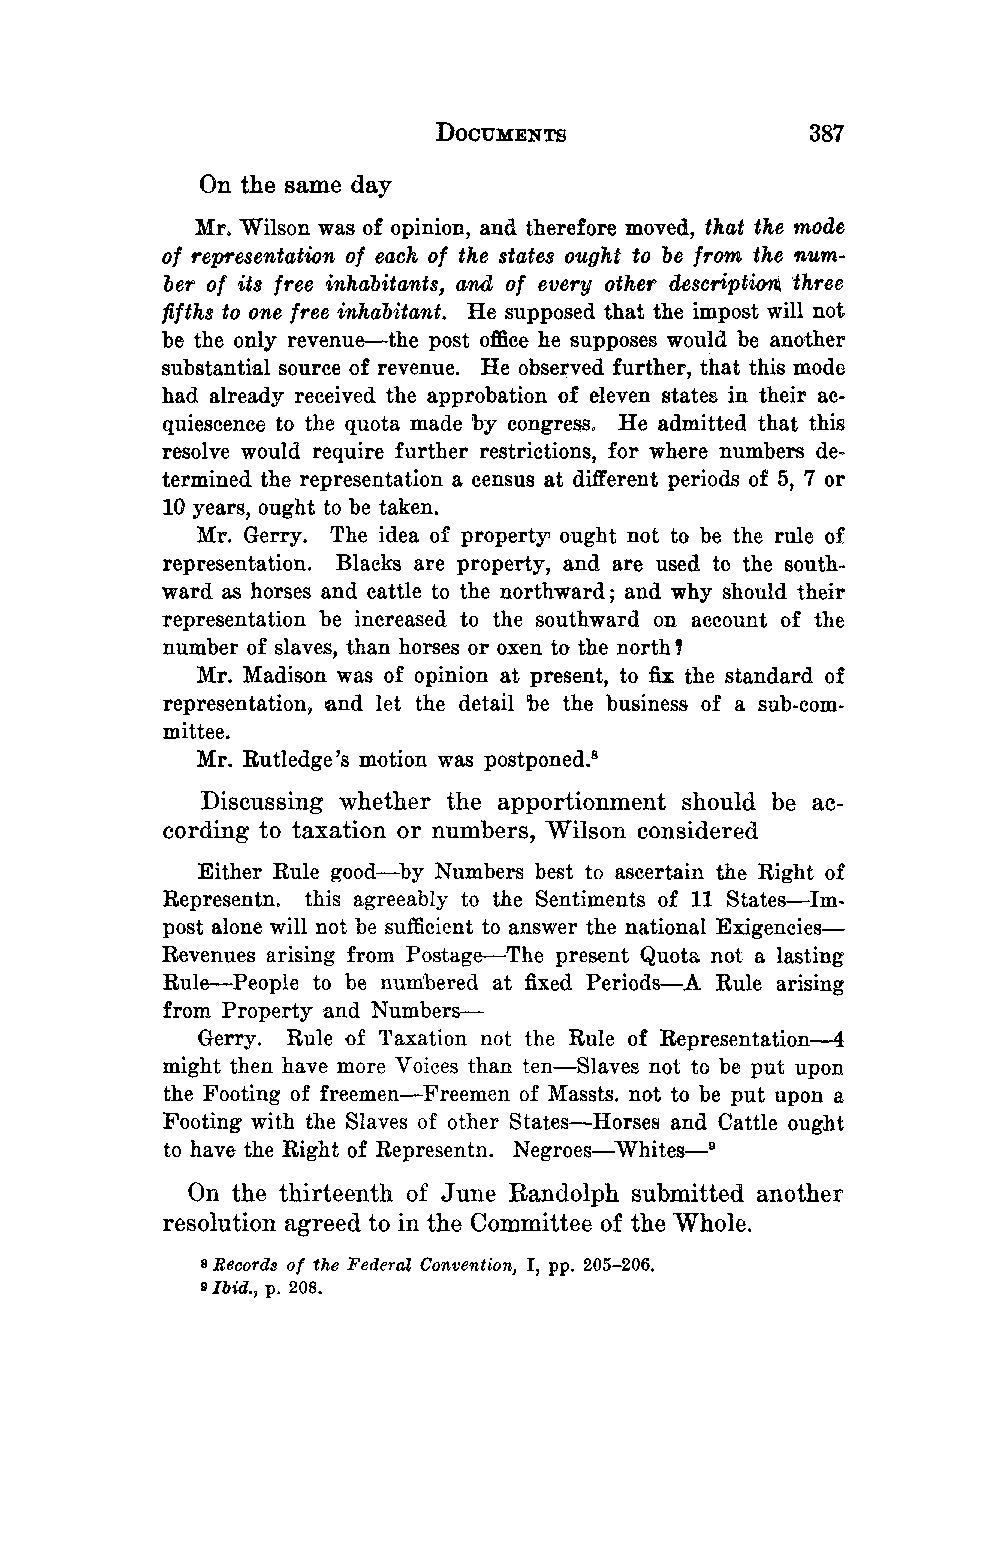 DOCUMENTS 387
On the same day
Mr. Wilson was of opinion, and therefore moved, that the mode
of representation of each of the states ought to be from the num-
ber of its free inhabitants, and of every other description three
fifths to one free inhabitant. He supposed that the impost will not
be the only revenue—the post office he supposes would be another
substantial source of revenue. He observed further, that this mode
had already received the approbation of eleven states in their ac-
quiescence to the quota made by congress. He admitted that this
resolve would require further restrictions, for where numbers de-
termined the representation a census at different periods of 5, 7 or
10 years, ought to be taken.
Mr. Gerry. The idea of property ought not to be the rule of
representation. Blacks are property, and are used to the south-
ward as horses and cattle to the northward; and why should their
representation be increased to the southward on account of the
number of slaves, than horses or oxen to the north?
Mr. Madison was of opinion at present, to fix the standard of
representation, and let the detail be the business of a sub-com-
mittee.
Mr. Rutledge's motion was postponed.⁸
Discussing whether the apportionment should be ac-
cording to taxation or numbers, Wilson considered
Either Rule good—by Numbers best to ascertain the Right of
Representn. this agreeably to the Sentiments of 11 States—Im-
post alone will not be sufficient to answer the national Exigencies—
Revenues arising from Postage—The present Quota not a lasting
Rule—People to be numbered at fixed Periods—A Rule arising
from Property and Numbers—
Gerry. Rule of Taxation not the Rule of Representation—4
might then have more Voices than ten—Slaves not to be put upon
the Footing of freemen—Freemen of Massts. not to be put upon a
Footing with the Slaves of other States—Horses and Cattle ought
to have the Right of Representn. Negroes—Whites—⁹
On the thirteenth of June Randolph submitted another
resolution agreed to in the Committee of the Whole.
⁸ Records of the Federal Convention, I, pp. 205–206.
⁹ Ibid., p. 208.